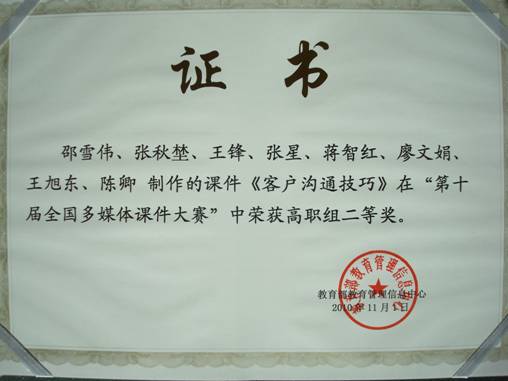 证 书
邵雪伟、张秋埜、王锋、张星、蒋智红、廖文娟、
王旭东、陈卿 制作的课件《客户沟通技巧》在“第十
届全国多媒体课件大赛”中荣获高职组二等奖。
教育部教育管理信息中心
2010年11月1日